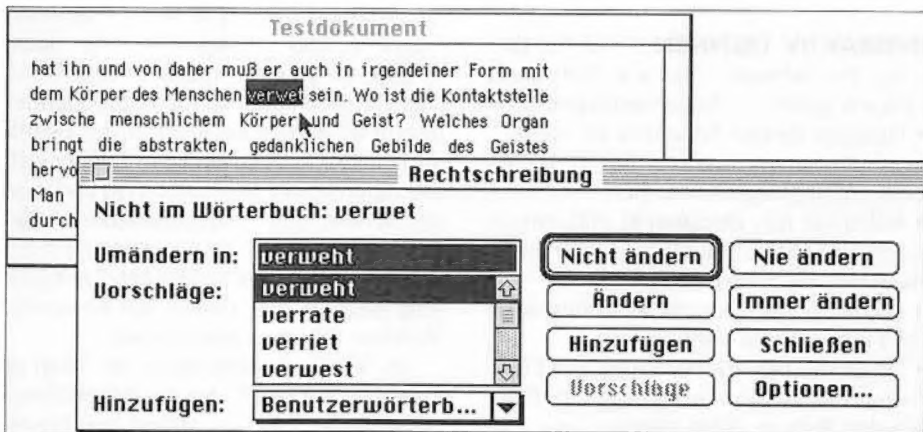 Testdokument
hat ihn und von daher muß er auch in irgendeiner Form mit
dem Körper des Menschen verwet sein. Wo ist die Kontaktstelle
zwische menschlichem Körper und Geist? Welches Organ
bringt die abstrakten, gedanklichen Gebilde des Geistes
hervo
Man
durch
Rechtschreibung
Nicht im Wörterbuch: verwet
Umändern in: verweht
Vorschläge: verweht
verrate
verriet
verwest
Hinzufügen: Benutzerwörterb...
Nicht ändern Nie ändern
Ändern Immer ändern
Hinzufügen Schließen
Vorschläge Optionen...